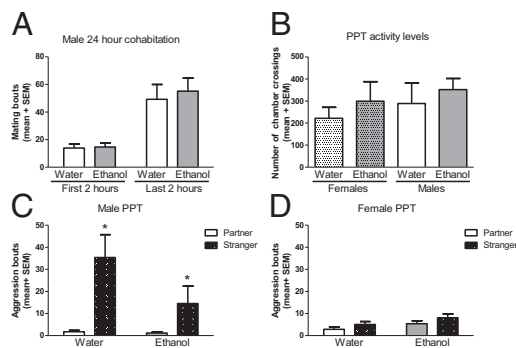 A
Male 24 hour cohabitation
Mating bouts
(mean + SEM)
80
60
40
20
0
Water Ethanol Water Ethanol
First 2 hours Last 2 hours
B
PPT activity levels
Number of chamber crossings
(mean + SEM)
500
400
300
200
100
0
Water Ethanol Water Ethanol
Females Males
C
Male PPT
Aggression bouts
(mean+ SEM)
50
40
30
20
10
0
Partner
Stranger
*
*
Water Ethanol
D
Female PPT
Aggression bouts
(mean+ SEM)
50
40
30
20
10
0
Partner
Stranger
Water Ethanol